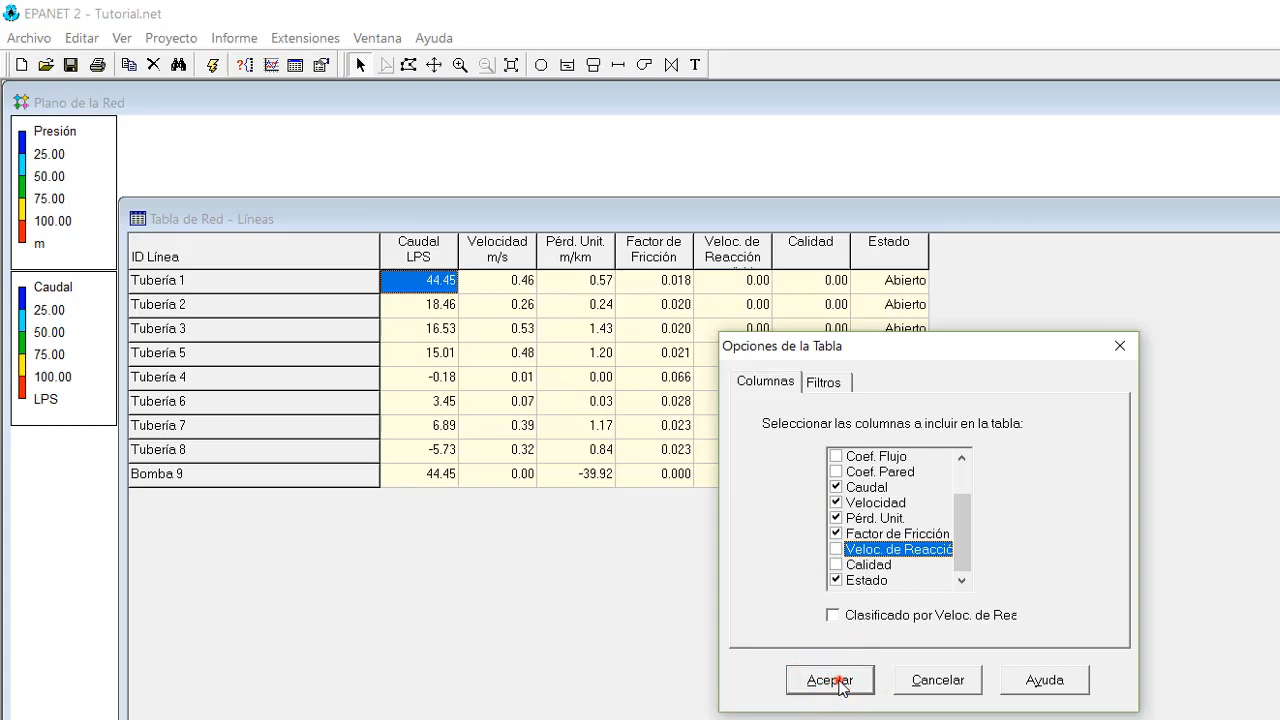 EPANET 2 - Tutorial.net
Archivo Editar Ver Proyecto Informe Extensiones Ventana Ayuda
T
Plano de la Red
Presión
25.00
50.00
75.00
100.00
m
Caudal
25.00
50.00
75.00
100.00
LPS
Tabla de Red - Líneas
ID Línea Caudal LPS Velocidad m/s Pérd. Unit. m/km Factor de Fricción Veloc. de Reacción Calidad Estado
Tubería 1 44.45 0.46 0.57 0.018 0.00 0.00 Abierto
Tubería 2 18.46 0.26 0.24 0.020 0.00 0.00 Abierto
Tubería 3 16.53 0.53 1.43 0.020 0.00 0.00 Abierto
Tubería 5 15.01 0.48 1.20 0.021
Tubería 4 -0.18 0.01 0.00 0.066
Tubería 6 3.45 0.07 0.03 0.028
Tubería 7 6.89 0.39 1.17 0.023
Tubería 8 -5.73 0.32 0.84 0.023
Bomba 9 44.45 0.00 -39.92 0.000
Opciones de la Tabla
Columnas Filtros
Seleccionar las columnas a incluir en la tabla:
Coef. Flujo
Coef. Pared
Caudal
Velocidad
Pérd. Unit.
Factor de Fricción
Veloc. de Reacció
Calidad
Estado
Clasificado por Veloc. de Rec
Aceptar Cancelar Ayuda